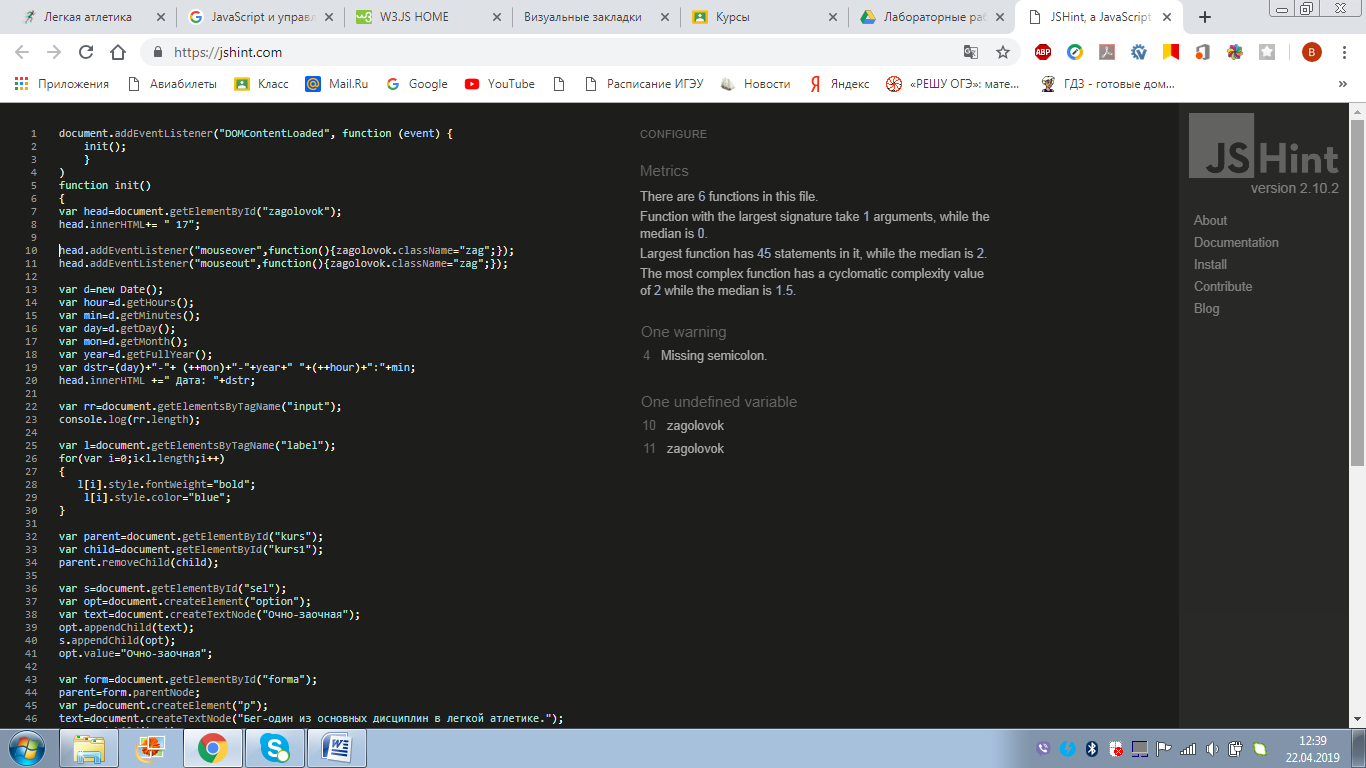 Легкая атлетика
JavaScript и управл
W3.JS HOME
Визуальные закладки
Курсы
Лабораторные раб
JSHint, a JavaScript
https://jshint.com
ABP
B
Приложения
Авиабилеты
Класс
Mail.Ru
Google
YouTube
Расписание ИГЭУ
Новости
Яндекс
«РЕШУ ОГЭ»: мате...
ГДЗ - готовые дом...
»
1 document.addEventListener("DOMContentLoaded", function (event) {
2 init();
3 }
4 )
5 function init()
6 {
7 var head=document.getElementById("zagolovok");
8 head.innerHTML+= " 17";
9
10 head.addEventListener("mouseover",function(){zagolovok.className="zag";});
11 head.addEventListener("mouseout",function(){zagolovok.className="zag";});
12
13 var d=new Date();
14 var hour=d.getHours();
15 var min=d.getMinutes();
16 var day=d.getDay();
17 var mon=d.getMonth();
18 var year=d.getFullYear();
19 var dstr=(day)+"-"+ (++mon)+"-"+year+" "+(++hour)+":"+min;
20 head.innerHTML +=" Дата: "+dstr;
21
22 var rr=document.getElementsByTagName("input");
23 console.log(rr.length);
24
25 var l=document.getElementsByTagName("label");
26 for(var i=0;i<l.length;i++)
27 {
28 l[i].style.fontWeight="bold";
29 l[i].style.color="blue";
30 }
31
32 var parent=document.getElementById("kurs");
33 var child=document.getElementById("kurs1");
34 parent.removeChild(child);
35
36 var s=document.getElementById("sel");
37 var opt=document.createElement("option");
38 var text=document.createTextNode("Очно-заочная");
39 opt.appendChild(text);
40 s.appendChild(opt);
41 opt.value="Очно-заочная";
42
43 var form=document.getElementById("forma");
44 parent=form.parentNode;
45 var p=document.createElement("p");
46 text=document.createTextNode("Бег-один из основных дисциплин в легкой атлетике.");
CONFIGURE
Metrics
There are 6 functions in this file.
Function with the largest signature take 1 arguments, while the
median is 0.
Largest function has 45 statements in it, while the median is 2.
The most complex function has a cyclomatic complexity value
of 2 while the median is 1.5.
One warning
4 Missing semicolon.
One undefined variable
10 zagolovok
11 zagolovok
JSHint
version 2.10.2
About
Documentation
Install
Contribute
Blog
12:39
22.04.2019